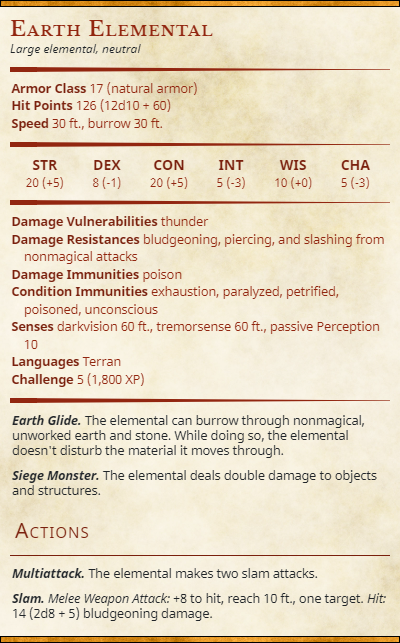 Earth Elemental
Large elemental, neutral
Armor Class 17 (natural armor)
Hit Points 126 (12d10 + 60)
Speed 30 ft., burrow 30 ft.
STR DEX CON INT WIS CHA
20 (+5) 8 (-1) 20 (+5) 5 (-3) 10 (+0) 5 (-3)
Damage Vulnerabilities thunder
Damage Resistances bludgeoning, piercing, and slashing from
nonmagical attacks
Damage Immunities poison
Condition Immunities exhaustion, paralyzed, petrified,
poisoned, unconscious
Senses darkvision 60 ft., tremorsense 60 ft., passive Perception
10
Languages Terran
Challenge 5 (1,800 XP)
Earth Glide. The elemental can burrow through nonmagical,
unworked earth and stone. While doing so, the elemental
doesn't disturb the material it moves through.
Siege Monster. The elemental deals double damage to objects
and structures.
Actions
Multiattack. The elemental makes two slam attacks.
Slam. Melee Weapon Attack: +8 to hit, reach 10 ft., one target. Hit:
14 (2d8 + 5) bludgeoning damage.